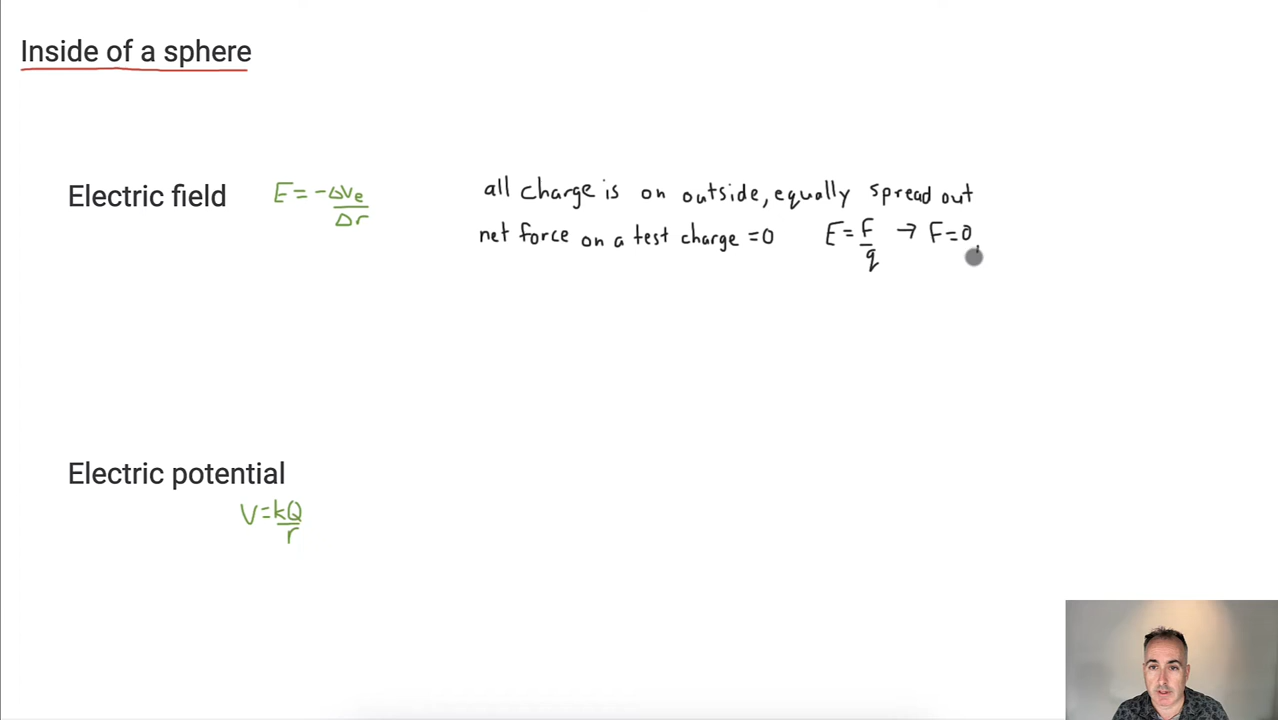 Inside of a sphere
Electric field E = -ΔVe/Δr
all charge is on outside, equally spread out
net force on a test charge = 0 E = F/q → F = 0,
Electric potential
V = kQ/r